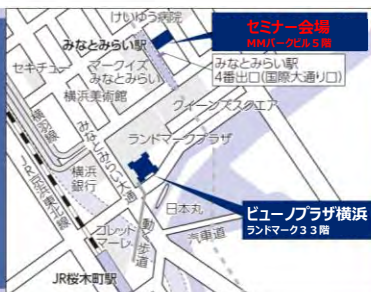 けいゆう病院
セミナー会場
MMパークビル５階
みなとみらい駅
みなとみらい駅
4番出口(国際大通り口)
セキチュー
マークイズ
みなとみらい
横浜美術館
クイーンズスクエア
ランドマークプラザ
みなとみらい大通
横浜
銀行
日本丸
ビューノプラザ横浜
ランドマーク３３階
コレット
マーレ
動く歩道
汽車道
JR桜木町駅